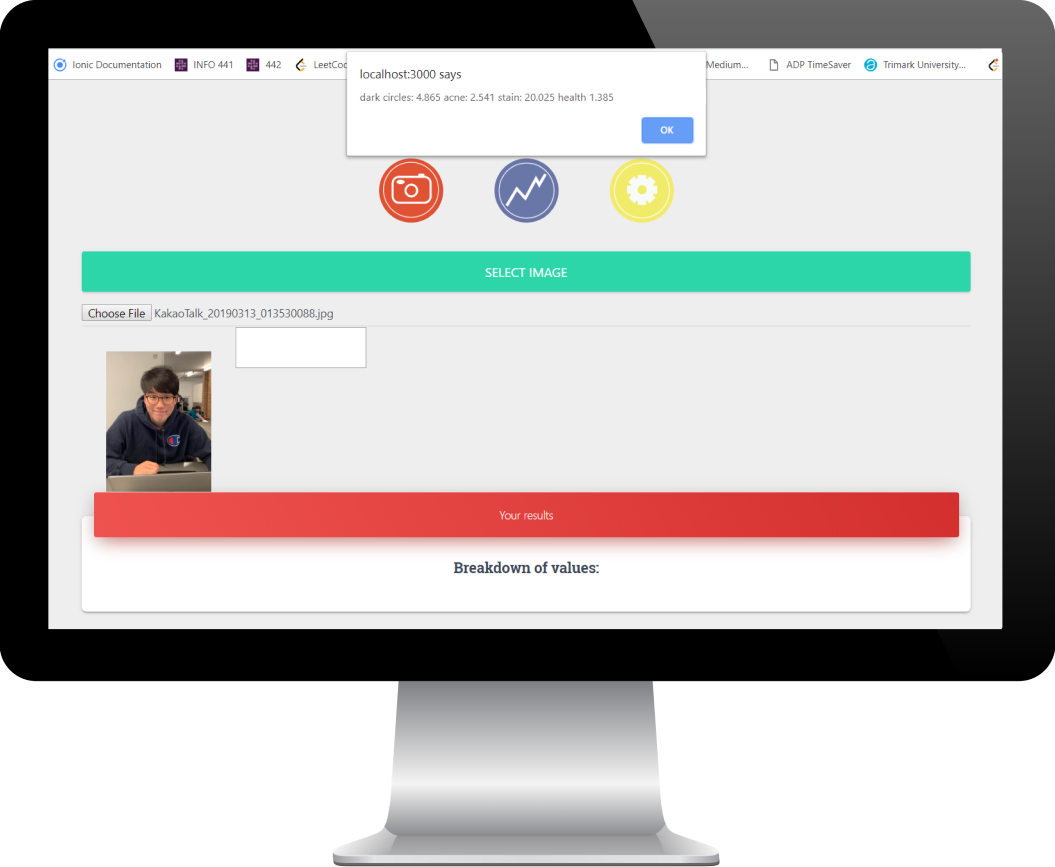 Ionic Documentation INFO 441 442 LeetCoc Medium... ADP TimeSaver Trimark University...
localhost:3000 says
dark circles: 4.865 acne: 2.541 stain: 20.025 health 1.385
OK
SELECT IMAGE
Choose File KakaoTalk_20190313_013530088.jpg
Your results
Breakdown of values: